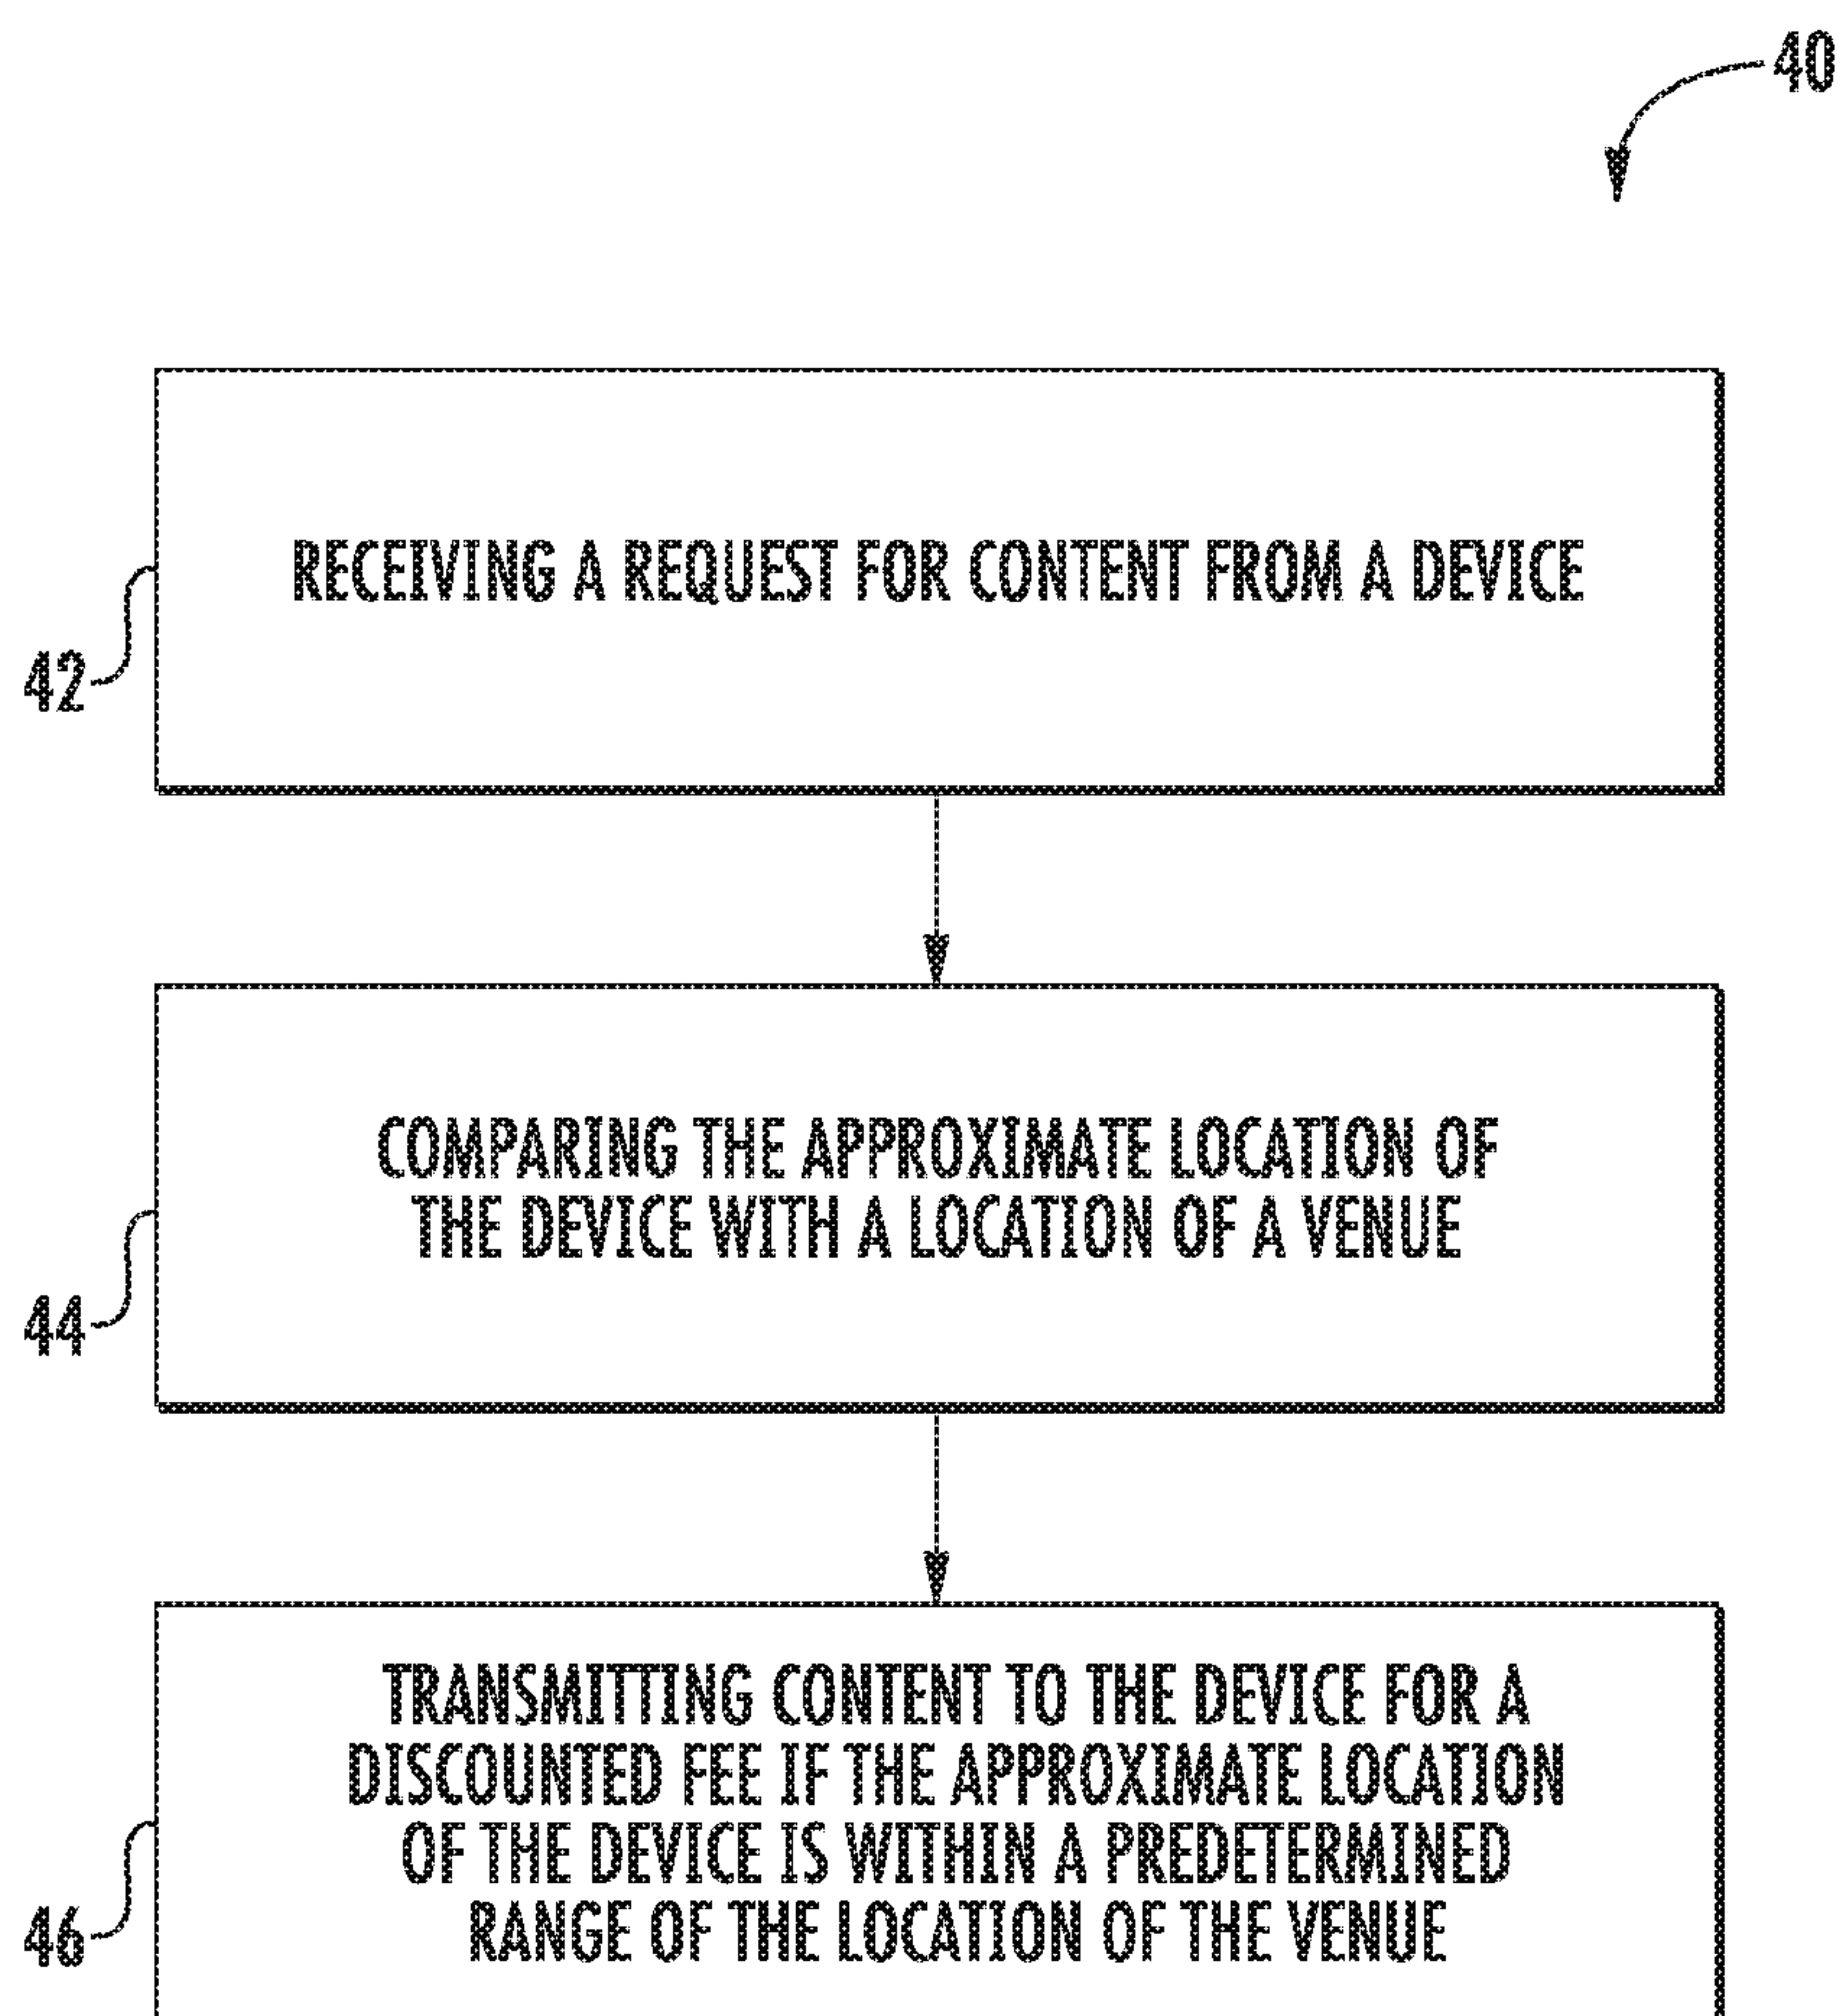 40
RECEIVING A REQUEST FOR CONTENT FROM A DEVICE
42
COMPARING THE APPROXIMATE LOCATION OF
THE DEVICE WITH A LOCATION OF A VENUE
44
TRANSMITTING CONTENT TO THE DEVICE FOR A
DISCOUNTED FEE IF THE APPROXIMATE LOCATION
OF THE DEVICE IS WITHIN A PREDETERMINED
RANGE OF THE LOCATION OF THE VENUE
46